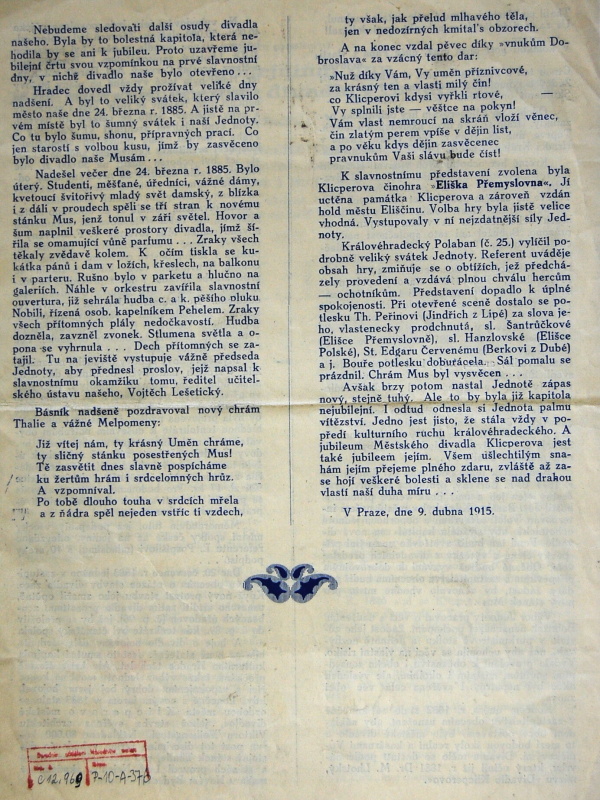 Nebudeme sledovati další osudy divadla
našeho. Byla by to bolestná kapitola, která ne-
hodila by se ani k jubileu. Proto uzavřeme ju-
bilejní črtu svou vzpomínkou na prvé slavnostní
dny, v nichž divadlo naše bylo otevřeno...
Hradec dovedl vždy prožívat veliké dny
nadšení. A byl to veliký svátek, který slavilo
město naše dne 24. března r. 1885. A jistě na pr-
vém místě byl to šumný svátek i naší Jednoty.
Co tu bylo šumu, shonu, přípravných prací. Co
jen starostí s volbou kusu, jímž by zasvěceno
bylo divadlo naše Musám...
Nadešel večer dne 24. března r. 1885. Bylo
úterý. Studenti, měšťané, úředníci, vážné dámy,
kvetoucí švitořivý mladý svět damský, z blízka
i z dáli v proudech spěli se tří stran k novému
stánku Mus, jenž tonul v záři světel. Hovor a
šum naplnil veškeré prostory divadla, jímž ší-
řila se omamující vůně parfumu... Zraky všech
těkaly zvědavě kolem. K očím tiskla se ku-
kátka pánů i dam v ložích, křeslech, na balkonu
i v parteru. Rušno bylo v parketu a hlučno na
galeriích. Náhle v orkestru zavířila slavnostní
ouvertura, již sehrála hudba c. a k. pěšího pluku
Nobili, řízená osob. kapelníkem Pehelem. Zraky
všech přítomných plály nedočkavostí. Hudba
dozněla, zavzněl zvonek. Stlumena světla a o-
pona se vyhrnula... Dech přítomných se za-
tajil. Tu na jeviště vystupuje vážně předseda
Jednoty, aby přednesl proslov, jejž napsal k
slavnostnímu okamžiku tomu, ředitel učitel-
ského ústavu našeho, Vojtěch Lešetický.
Básník nadšeně pozdravoval nový chrám
Thalie a vážné Melpomeny:
Již vítej nám, ty krásný Uměn chráme,
ty sličný stánku posestřených Mus!
Tě zasvětit dnes slavně pospícháme
ku žertům hrám i srdcelomných hrůz.
A vzpomínal.
Po tobě dlouho touha v srdcích mřela
a z ňádra spěl nejeden vstříc ti vzdech,
ty však, jak přelud mlhavého těla,
jen v nedozírných kmital's obzorech.
A na konec vzdal pěvec díky »vnukům Do-
broslava« za vzácný tento dar:
»Nuž díky Vám, Vy uměn příznivcové,
za krásný ten a vlasti milý čin!
co Klicperovi kdysi vyřkli rtové,
Vy splnili jste — věštce na pokyn!
Vám vlast nemroucí na skráň vloží věnec,
čin zlatým perem vpíše v dějin list,
a po věku kdys dějin zasvěcenec
pravnukům Vaši slávu bude číst!
K slavnostnímu představení zvolena byla
Klicperova činohra »Eliška Přemyslovna«. Jí
uctěna památka Klicperova a zároveň vzdán
hold městu Eliščinu. Volba hry byla jistě velice
vhodná. Vystupovaly v ní nejzdatnější síly Jed-
noty.
Královéhradecký Polaban (č. 25.) vylíčil po-
drobně veliký svátek Jednoty. Referent uváděje
obsah hry, zmiňuje se o obtížích, jež předchá-
zely provedení a vzdává plnou chválu hercům
— ochotníkům. Představení dopadlo k úplné
spokojenosti. Při otevřené scéně dostalo se po-
tlesku Th. Peřinovi (Jindřich z Lipé) za slova je-
ho, vlastenecky prodchnutá, sl. Šantrůčkové
(Elišce Přemyslovně), sl. Hanzlovské (Elišce
Polské), St. Edgaru Červenému (Berkovi z Dubé)
a j. Bouře potlesku doburácela. Sál pomalu se
prázdnil. Chrám Mus byl vysvěcen...
Avšak brzy potom nastal Jednotě zápas
nový, stejně tuhý. Ale to by byla již kapitola
nejubilejní. I odtud odnesla si Jednota palmu
vítězství. Jedno jest jisto, že stála vždy v po-
předí kulturního ruchu královéhradeckého. A
jubileum Městského divadla Klicperova jest
také jubileem jejím. Všem ušlechtilým sna-
hám jejím přejeme plného zdaru, zvláště až za-
se hojí veškeré bolesti a sklene se nad drahou
vlastí naší duha míru...
V Praze, dne 9. dubna 1915.
C 12.969 P-10-A-376